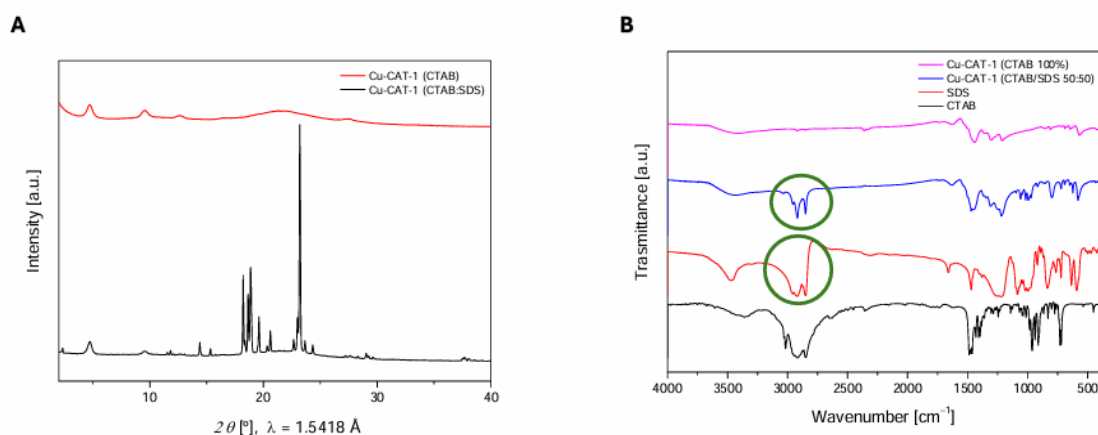 A
Intensity [a.u.]
Cu-CAT-1 (CTAB)
Cu-CAT-1 (CTAB:SDS)
10
20
30
40
2θ [º], λ = 1.5418 Å
B
Trasmittance [a.u.]
Cu-CAT-1 (CTAB 100%)
Cu-CAT-1 (CTAB/SDS 50:50)
SDS
CTAB
4000
3500
3000
2500
2000
1500
1000
500
Wavenumber [cm⁻¹]